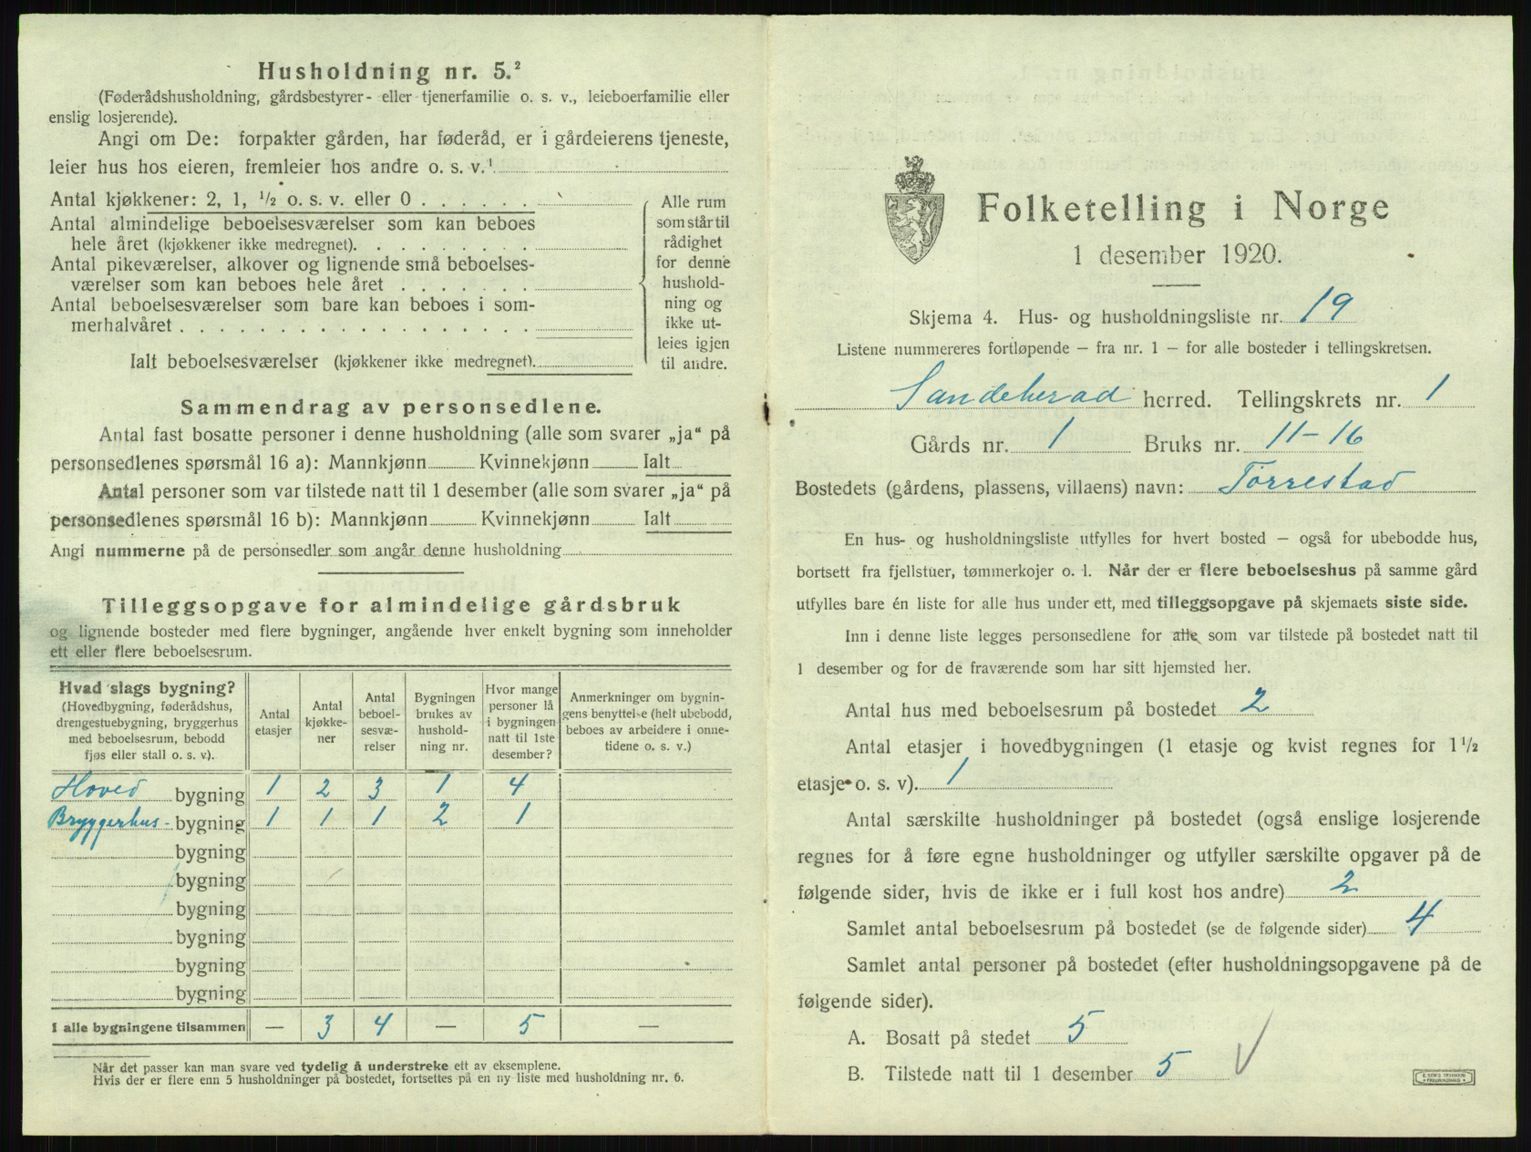 Husholdning nr. 5.²
(Føderådshusholdning, gårdsbestyrer- eller tjenerfamilie o. s. v., leieboerfamilie eller
enslig losjerende).
Angi om De: forpakter gården, har føderåd, er i gårdeierens tjeneste,
leier hus hos eieren, fremleier hos andre o. s. v.¹
Antal kjøkkener: 2, 1, ½ o. s. v. eller 0 . . . . . .
Antal almindelige beboelsesværelser som kan beboes
hele året (kjøkkener ikke medregnet). . . . . . . .
Antal pikeværelser, alkover og lignende små beboelses-
værelser som kan beboes hele året . . . . . . .
Antal beboelsesværelser som bare kan beboes i som-
merhalvåret . . . . . . . . . . . . . . . . . .
Ialt beboelsesværelser (kjøkkener ikke medregnet).
Alle rum
som står til
rådighet
for denne
hushold-
ning og
ikke ut-
leies igjen
til andre.
Sammendrag av personsedlene.
Antal fast bosatte personer i denne husholdning (alle som svarer „ja“ på
personsedlenes spørsmål 16 a): Mannkjønn Kvinnekjønn Ialt
Antal personer som var tilstede natt til 1 desember (alle som svarer „ja“ på
personsedlenes spørsmål 16 b): Mannkjønn Kvinnekjønn Ialt
Angi nummerne på de personsedler som angår denne husholdning
Tilleggsopgave for almindelige gårdsbruk
og lignende bosteder med flere bygninger, angående hver enkelt bygning som inneholder
ett eller flere beboelsesrum.
Hvad slags bygning?
(Hovedbygning, føderådshus,
drengestuebygning, bryggerhus
med beboelsesrum, bebodd
fjøs eller stall o. s. v.).
Antal
etasjer
Antal
kjøkke-
ner
Antal
beboel-
sesvæ-
relser
Bygningen
brukes av
hushold-
ning nr.
Hvor mange
personer lå
i bygningen
natt til 1ste
desember?
Anmerkninger om bygnin-
gens benyttelse (helt ubebodd,
beboes av arbeidere i onne-
tidene o. s. v.)
Hoved bygning 1 2 3 1 4
Bryggerhus- bygning 1 1 1 2 1
bygning
bygning
bygning
bygning
bygning
bygning
I alle bygningene tilsammen — 3 4 — 5 —
Når det passer kan man svare ved tydelig å understreke ett av eksemplene.
Hvis der er flere enn 5 husholdninger på bostedet, fortsettes på en ny liste med husholdning nr. 6.
Folketelling i Norge
1 desember 1920.
Skjema 4. Hus- og husholdningsliste nr. 19
Listene nummereres fortløpende – fra nr. 1 – for alle bosteder i tellingskretsen.
Sandeherad herred. Tellingskrets nr. 1
Gårds nr. 1 Bruks nr. 11-16
Bostedets (gårdens, plassens, villaens) navn: Torrestad
En hus- og husholdningsliste utfylles for hvert bosted – også for ubebodde hus,
bortsett fra fjellstuer, tømmerkojer o. l. Når der er flere beboelseshus på samme gård
utfylles bare én liste for alle hus under ett, med tilleggsopgave på skjemaets siste side.
Inn i denne liste legges personsedlene for alle som var tilstede på bostedet natt til
1 desember og for de fraværende som har sitt hjemsted her.
Antal hus med beboelsesrum på bostedet 2
Antal etasjer i hovedbygningen (1 etasje og kvist regnes for 1½
etasje o. s. v). 1
Antal særskilte husholdninger på bostedet (også enslige losjerende
regnes for å føre egne husholdninger og utfyller særskilte opgaver på de
følgende sider, hvis de ikke er i full kost hos andre) 2
Samlet antal beboelsesrum på bostedet (se de følgende sider) 4
Samlet antal personer på bostedet (efter husholdningsopgavene på de
følgende sider).
A. Bosatt på stedet 5
B. Tilstede natt til 1 desember 5